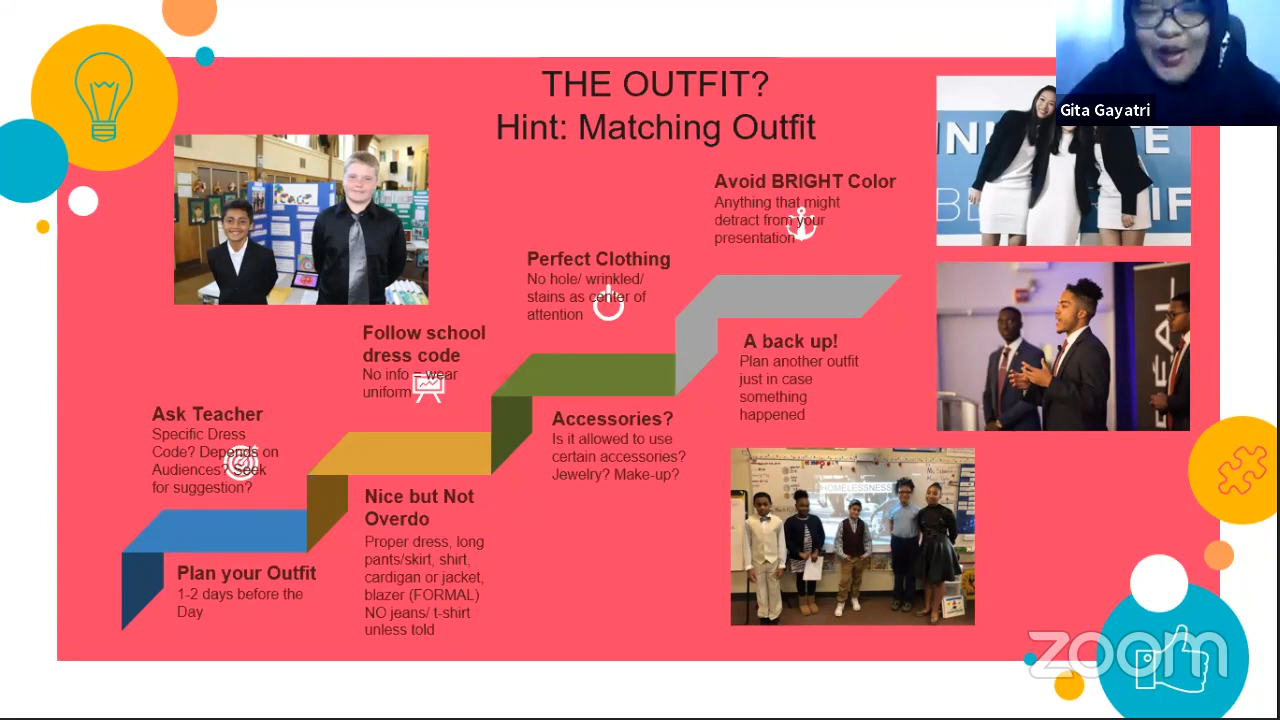 THE OUTFIT?
Hint: Matching Outfit
Gita Gayatri
Avoid BRIGHT Color
Anything that might
detract from your
presentation
Perfect Clothing
No hole/ wrinkled/
stains as center of
attention
Follow school
dress code
No info = wear
uniform
Ask Teacher
Specific Dress
Code? Depends on
Audiences? Seek
for suggestion?
A back up!
Plan another outfit
just in case
something
happened
Accessories?
Is it allowed to use
certain accessories?
Jewelry? Make-up?
Nice but Not
Overdo
Proper dress, long
pants/skirt, shirt,
cardigan or jacket,
blazer (FORMAL)
NO jeans/ t-shirt
unless told
Plan your Outfit
1-2 days before the
Day
HOMELESSNESS
zoom